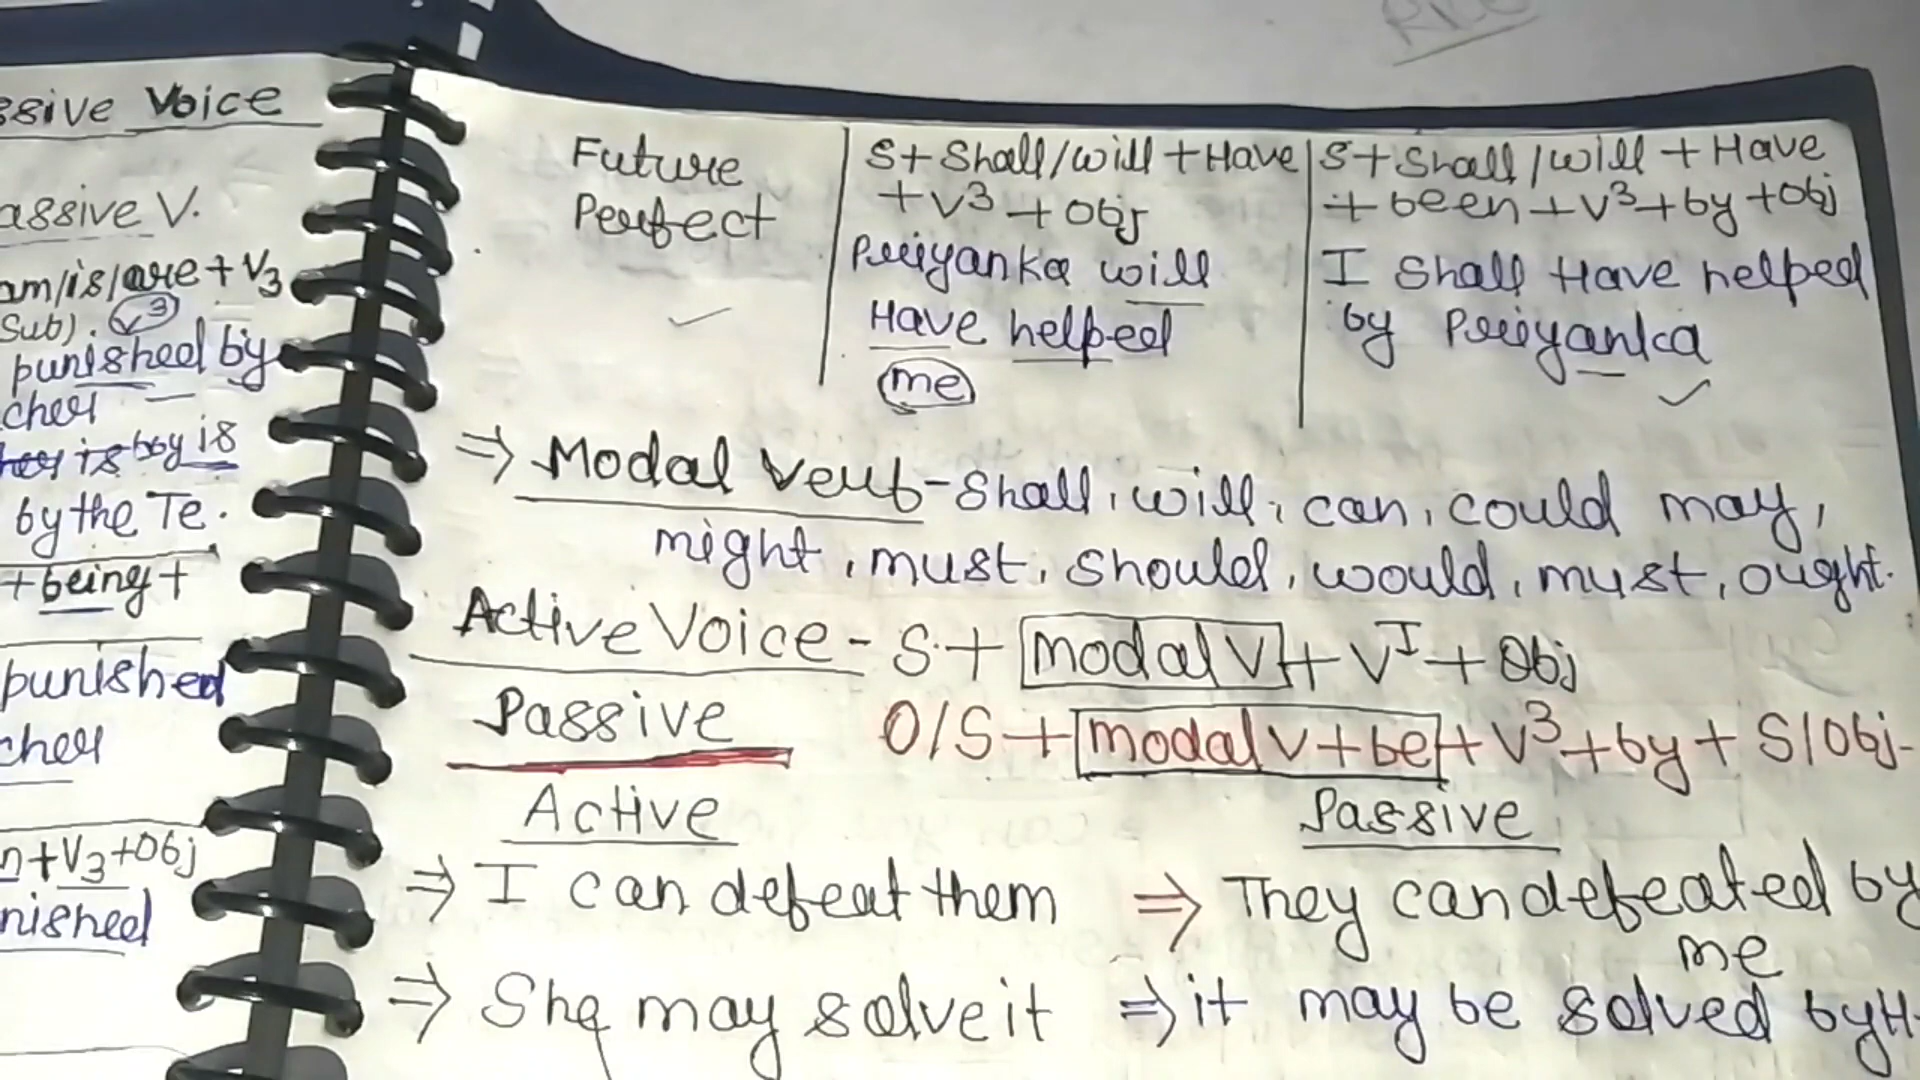 ssive Voice
assive V.
am/is/are + V3
Sub). V3
punished by
cher
is boy is
by the Te.
+ being +
punished
cher
n+V3+Obj
nished
Future
Perfect
S+ Shall/will + Have
+ V3 + Obj
Priyanka will
Have helped
me
S+ Shall/will + Have
+ been + V3 + by + Obj
I Shall Have helped
by Priyanka
⇒ Modal Verb - Shall, will, can, could may,
might, must, should, would, must, ought.
Active Voice - S + modal V + V^I + Obj
Passive O/S + modal V + be + V3 + by + S/Obj-
Active Passive
⇒ I can defeat them ⇒ They can defeated by
me
⇒ She may solve it ⇒ it may be solved by H